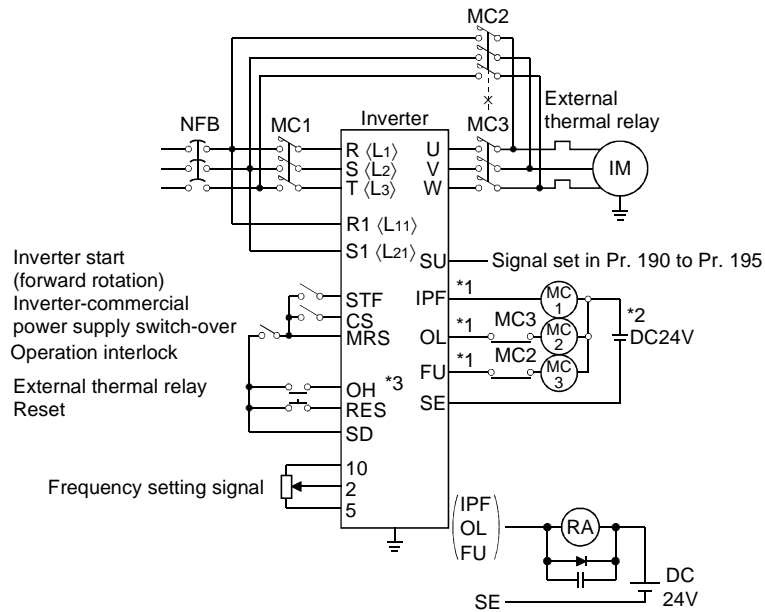 MC2
External
thermal relay
NFB
MC1
Inverter
MC3
R ⟨L1⟩
S ⟨L2⟩
T ⟨L3⟩
U
V
W
IM
R1 ⟨L11⟩
S1 ⟨L21⟩
SU
Signal set in Pr. 190 to Pr. 195
Inverter start
(forward rotation)
Inverter-commercial
power supply switch-over
Operation interlock
External thermal relay
Reset
STF
CS
MRS
OH *3
RES
SD
IPF *1
OL *1
FU *1
SE
MC3
MC2
MC
1
MC
2
MC
3
*2
DC24V
Frequency setting signal
10
2
5
(IPF
OL
FU)
RA
DC
24V
SE